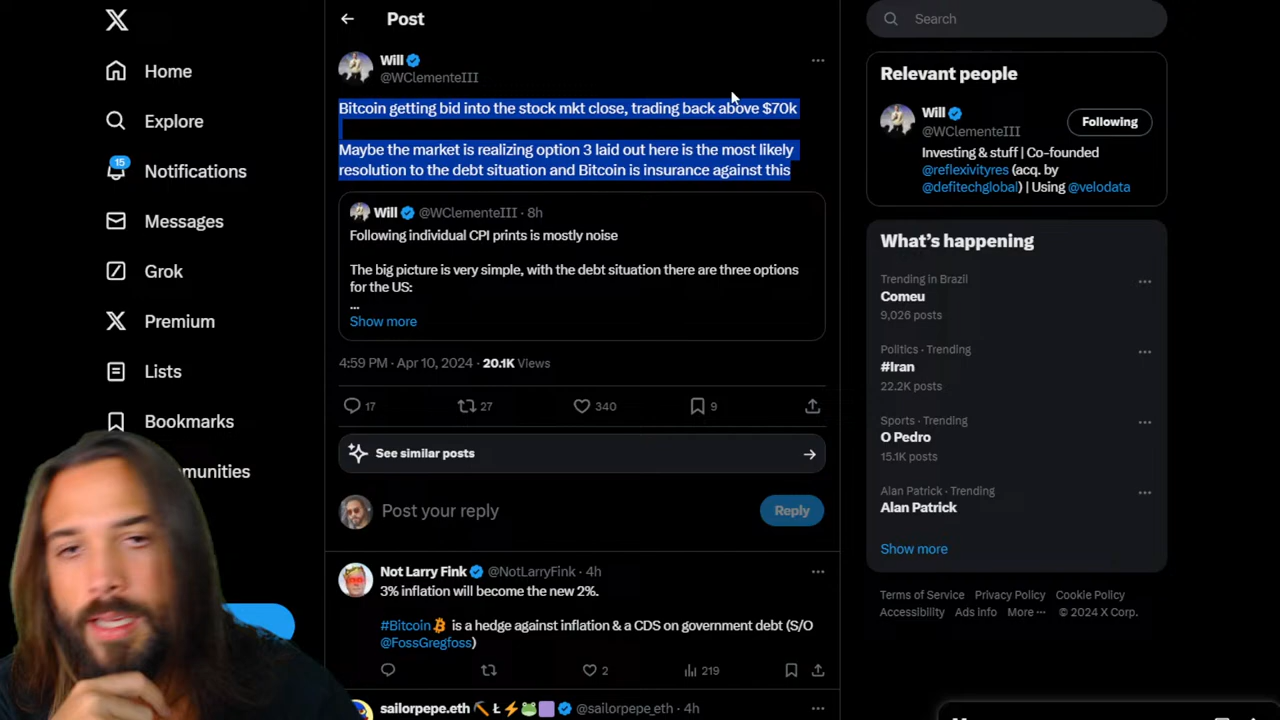 Home
Explore
15
Notifications
Messages
Grok
Premium
Lists
Bookmarks
Post
Will
@WClementeIII
Bitcoin getting bid into the stock mkt close, trading back above $70k
Maybe the market is realizing option 3 laid out here is the most likely
resolution to the debt situation and Bitcoin is insurance against this
Will @WClementeIII · 8h
Following individual CPI prints is mostly noise
The big picture is very simple, with the debt situation there are three options
for the US:
...
Show more
4:59 PM · Apr 10, 2024 · 20.1K Views
17 27 340 9
See similar posts
Post your reply
Reply
Not Larry Fink @NotLarryFink · 4h
3% inflation will become the new 2%.
#Bitcoin is a hedge against inflation & a CDS on government debt (S/O
@FossGregfoss)
2 219
sailorpepe.eth Ł @sailorpepe_eth · 4h
Search
Relevant people
Will
@WClementeIII
Following
Investing & stuff | Co-founded
@reflexivityres (acq. by
@defitechglobal) | Using @velodata
What's happening
Trending in Brazil
Comeu
9,026 posts
Politics · Trending
#Iran
22.2K posts
Sports · Trending
O Pedro
15.1K posts
Alan Patrick · Trending
Alan Patrick
Show more
Terms of Service Privacy Policy Cookie Policy
Accessibility Ads info More ··· © 2024 X Corp.